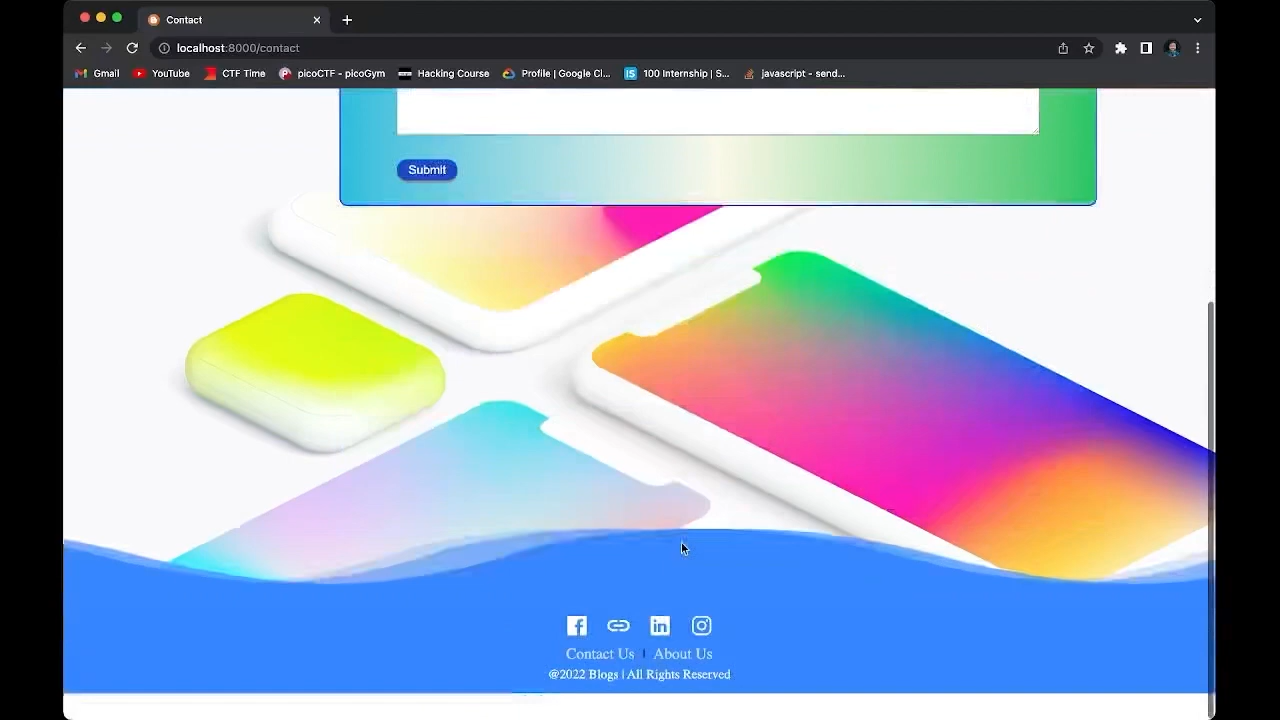 Contact
localhost:8000/contact
Gmail
YouTube
CTF Time
picoCTF - picoGym
Hacking Course
Profile | Google Cl...
IS
100 Internship | S...
javascript - send...
Submit
Contact Us | About Us
@2022 Blogs | All Rights Reserved